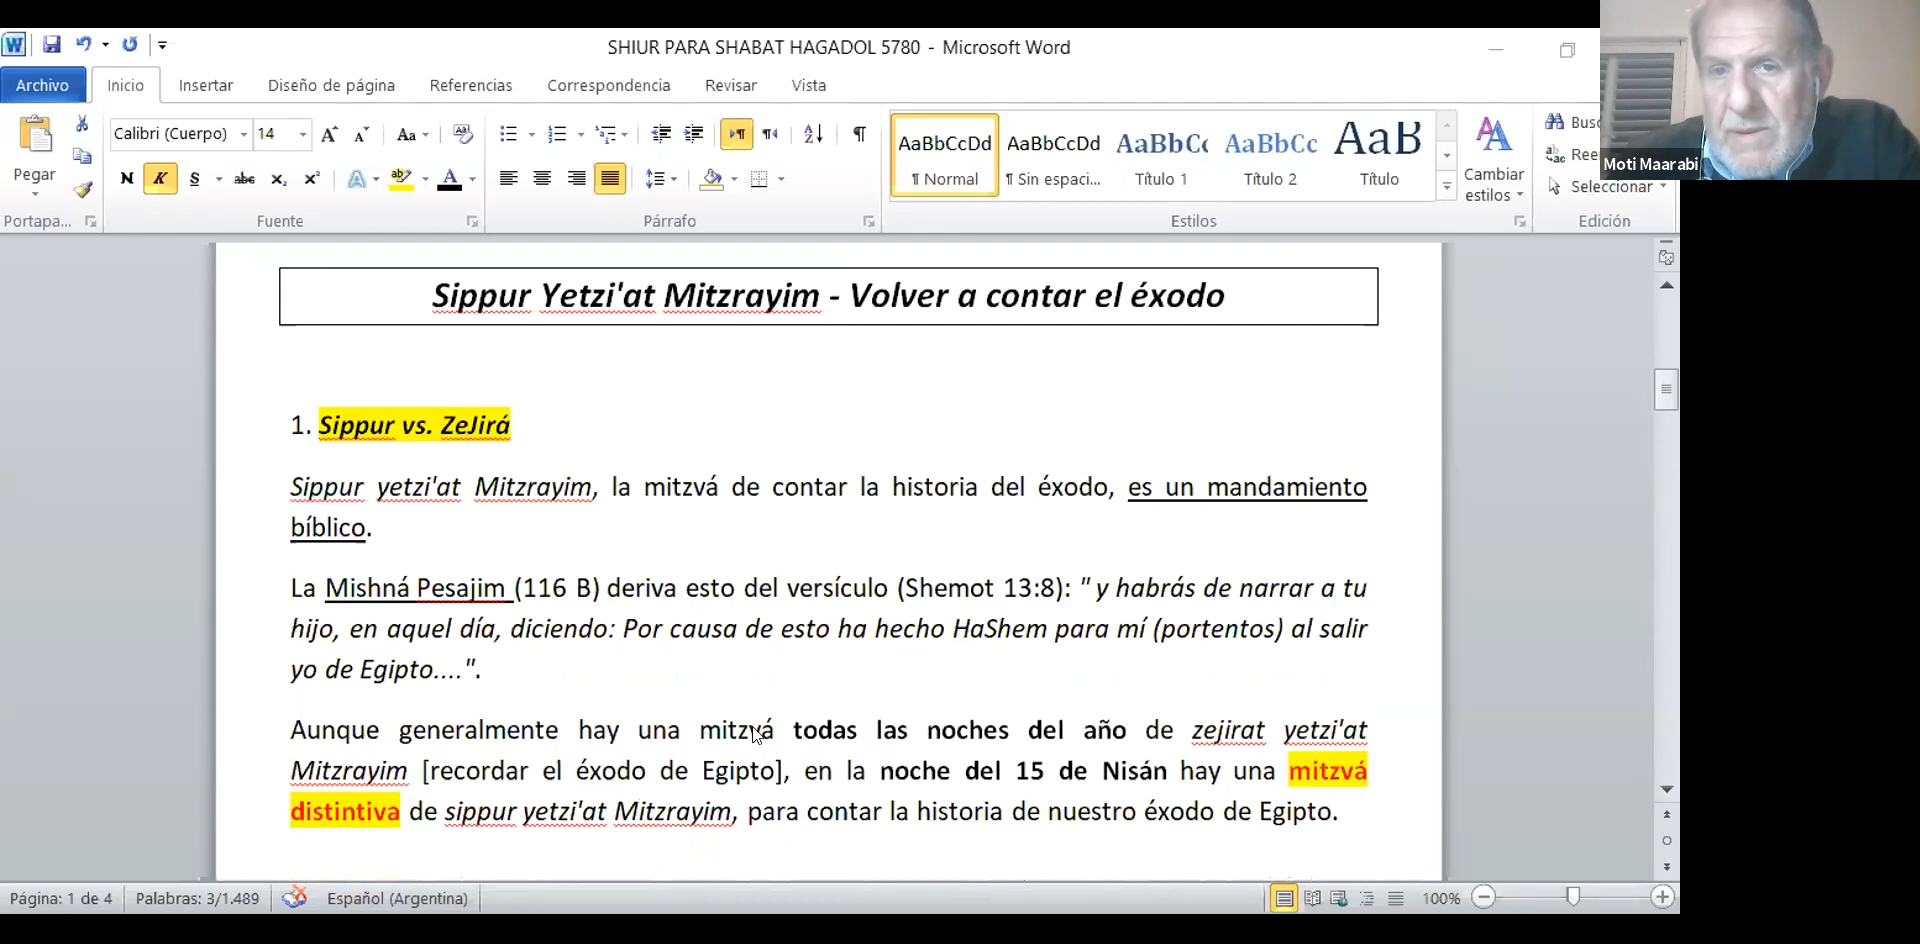 SHIUR PARA SHABAT HAGADOL 5780 - Microsoft Word
Archivo Inicio Insertar Diseño de página Referencias Correspondencia Revisar Vista
Pegar
Portapa...
Calibri (Cuerpo) 14
N K S abc x₂ x²
Fuente
Párrafo
AaBbCcDd AaBbCcDd AaBbCc AaBbCc AaB
¶ Normal ¶ Sin espaci... Título 1 Título 2 Título
Cambiar
estilos
Estilos
Seleccionar
Edición
Moti Maarabi
Sippur Yetzi'at Mitzrayim - Volver a contar el éxodo
1. Sippur vs. ZeJirá
Sippur yetzi'at Mitzrayim, la mitzvá de contar la historia del éxodo, es un mandamiento
bíblico.
La Mishná Pesajim (116 B) deriva esto del versículo (Shemot 13:8): "y habrás de narrar a tu
hijo, en aquel día, diciendo: Por causa de esto ha hecho HaShem para mí (portentos) al salir
yo de Egipto....".
Aunque generalmente hay una mitzvá todas las noches del año de zejirat yetzi'at
Mitzrayim [recordar el éxodo de Egipto], en la noche del 15 de Nisán hay una mitzvá
distintiva de sippur yetzi'at Mitzrayim, para contar la historia de nuestro éxodo de Egipto.
Página: 1 de 4 Palabras: 3/1.489 Español (Argentina) 100%